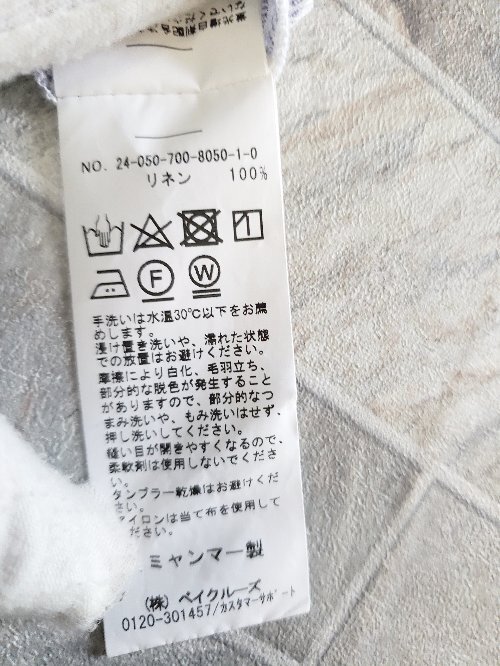 NO. 24-050-700-8050-1-0
リネン 100%
F W
手洗いは水温30℃以下をお薦
めします。
浸け置き洗いや、濡れた状態
での放置はお避けください。
摩擦により白化、毛羽立ち、
部分的な脱色が発生すること
がありますので、部分的なつ
まみ洗いや、もみ洗いはせず、
押し洗いしてください。
縫い目が開きやすくなるので、
柔軟剤は使用しないでくださ
い。
タンブラー乾燥はお避けくだ
さい。
アイロンは当て布を使用して
ください。
ミヤンマー製
(株) ベイクルーズ
0120-301457/カスタマーサポート